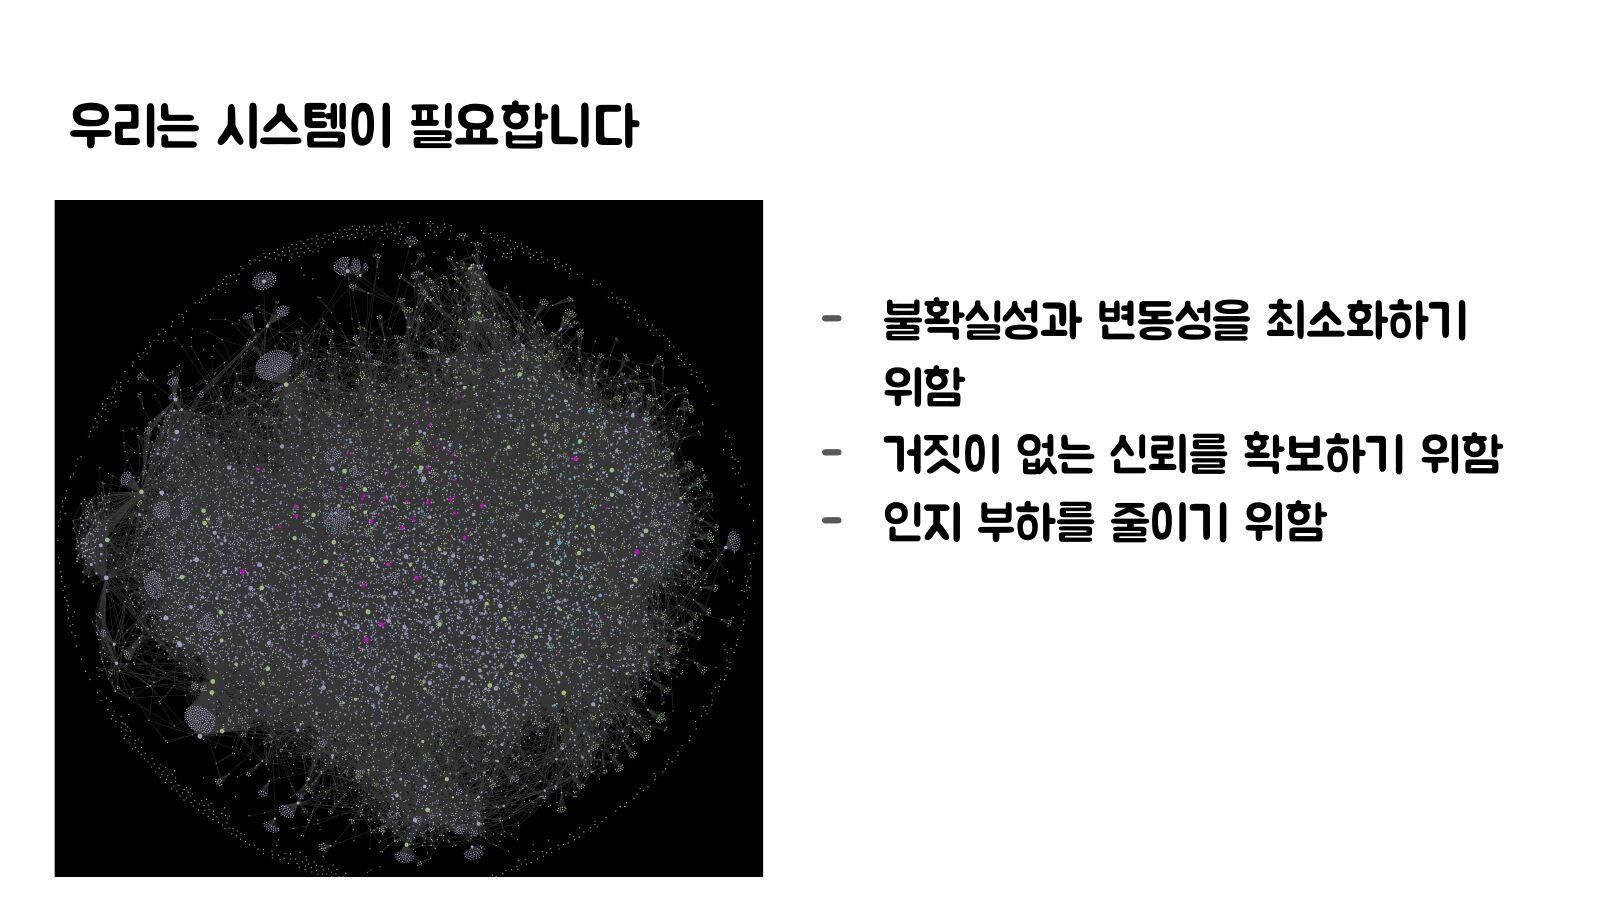 우리는 시스템이 필요합니다
- 불확실성과 변동성을 최소화하기
위함
- 거짓이 없는 신뢰를 확보하기 위함
- 인지 부하를 줄이기 위함